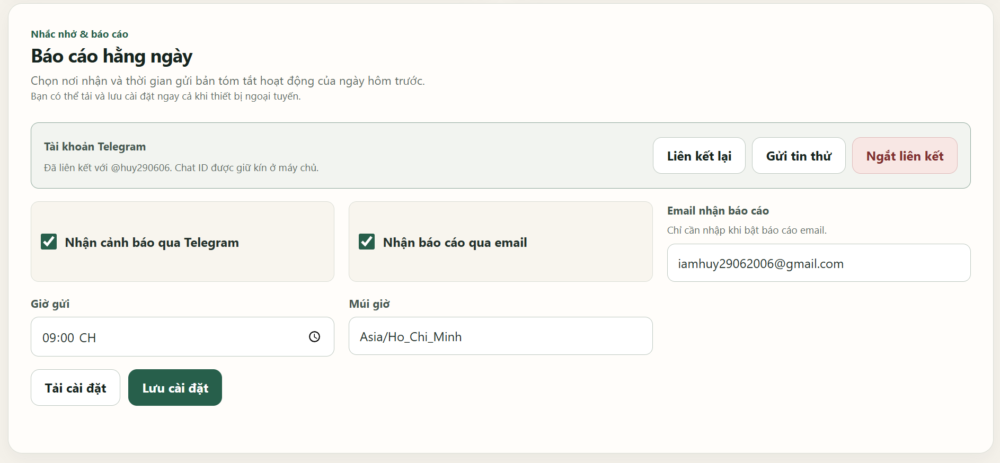 Nhắc nhở & báo cáo
Báo cáo hằng ngày
Chọn nơi nhận và thời gian gửi bản tóm tắt hoạt động của ngày hôm trước.
Bạn có thể tải và lưu cài đặt ngay cả khi thiết bị ngoại tuyến.
Tài khoản Telegram
Đã liên kết với @huy290606. Chat ID được giữ kín ở máy chủ.
Liên kết lại
Gửi tin thử
Ngắt liên kết
Nhận cảnh báo qua Telegram
Nhận báo cáo qua email
Email nhận báo cáo
Chỉ cần nhập khi bật báo cáo email.
iamhuy29062006@gmail.com
Giờ gửi
09:00 CH
Múi giờ
Asia/Ho_Chi_Minh
Tải cài đặt
Lưu cài đặt